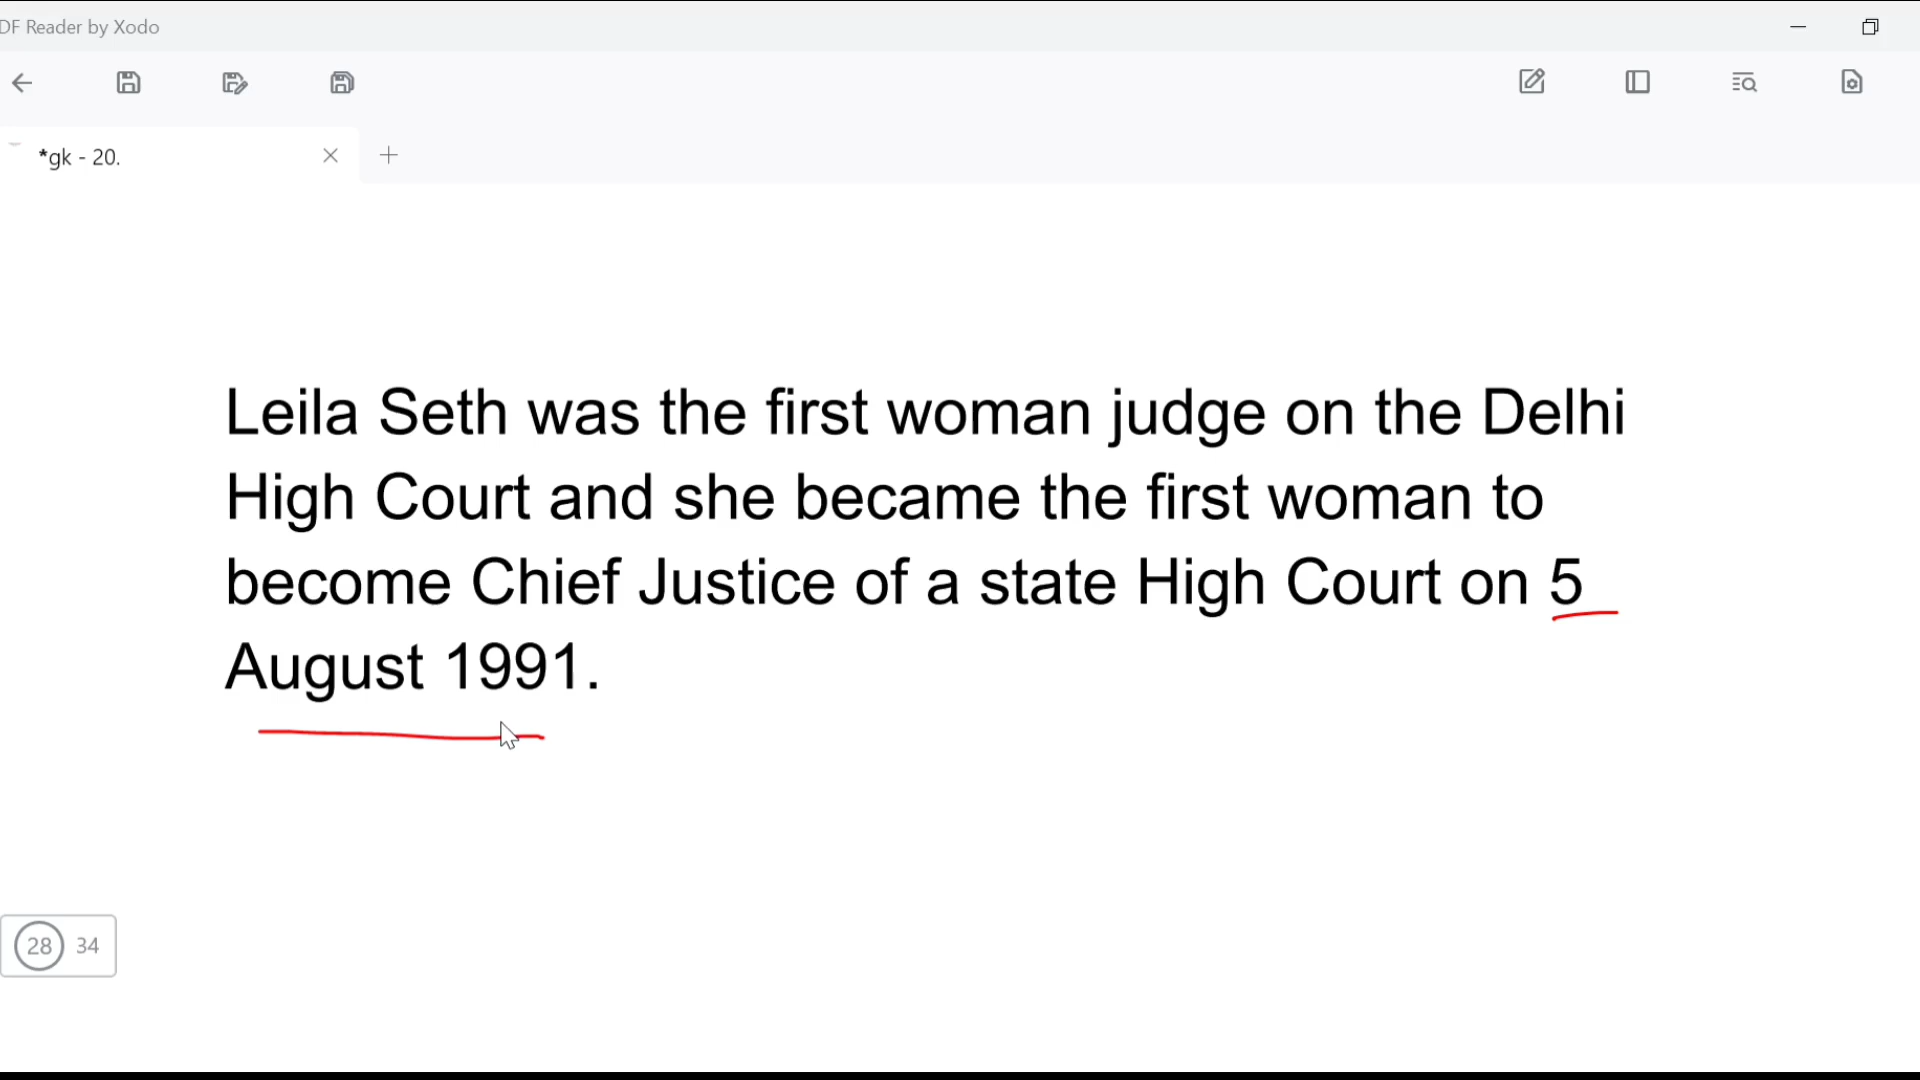 DF Reader by Xodo
*gk - 20.
Leila Seth was the first woman judge on the Delhi
High Court and she became the first woman to
become Chief Justice of a state High Court on 5
August 1991.
28 34